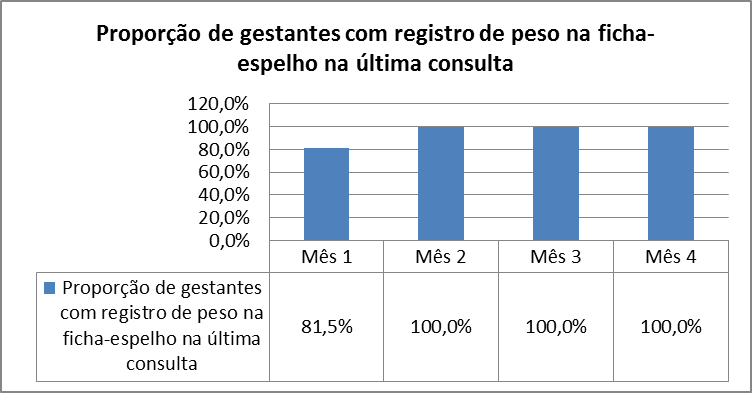 Proporção de gestantes com registro de peso na ficha-
espelho na última consulta
120,0%
100,0%
80,0%
60,0%
40,0%
20,0%
0,0%
Mês 1 Mês 2 Mês 3 Mês 4
Proporção de gestantes
com registro de peso na
ficha-espelho na última
consulta
81,5% 100,0% 100,0% 100,0%